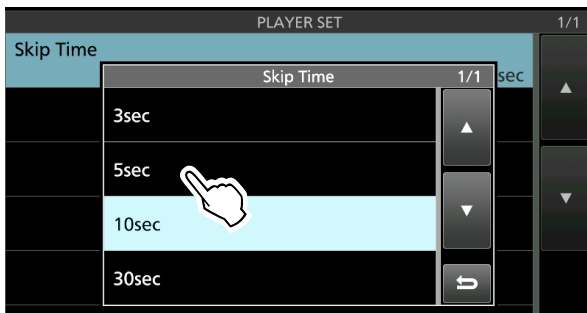 PLAYER SET 1/1
Skip Time
sec
Skip Time 1/1
3sec
5sec
10sec
30sec